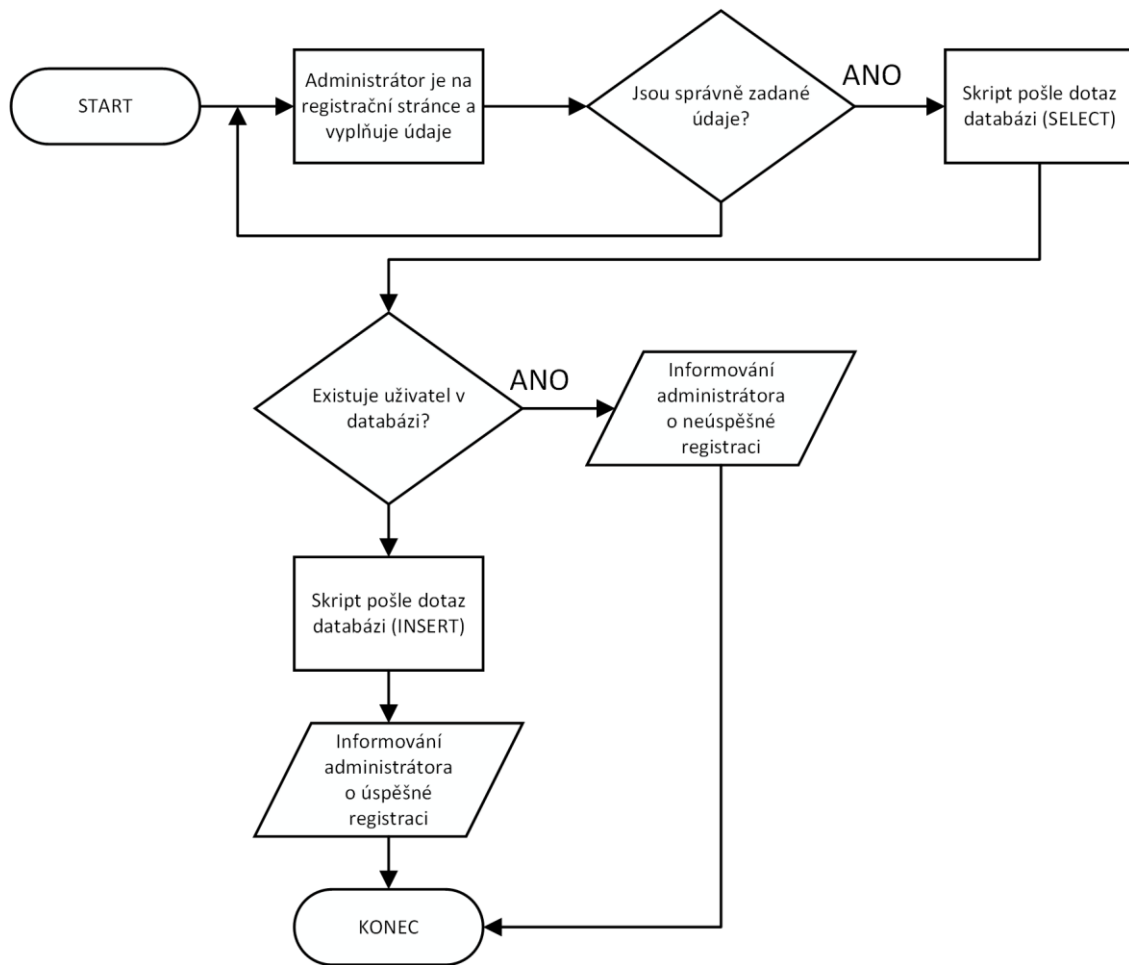 START
Administrátor je na
registrační stránce a
vyplňuje údaje
Jsou správně zadané
údaje?
ANO
Skript pošle dotaz
databázi (SELECT)
Existuje uživatel v
databázi?
ANO
Informování
administrátora
o neúspěšné
registraci
Skript pošle dotaz
databázi (INSERT)
Informování
administrátora
o úspěšné
registraci
KONEC